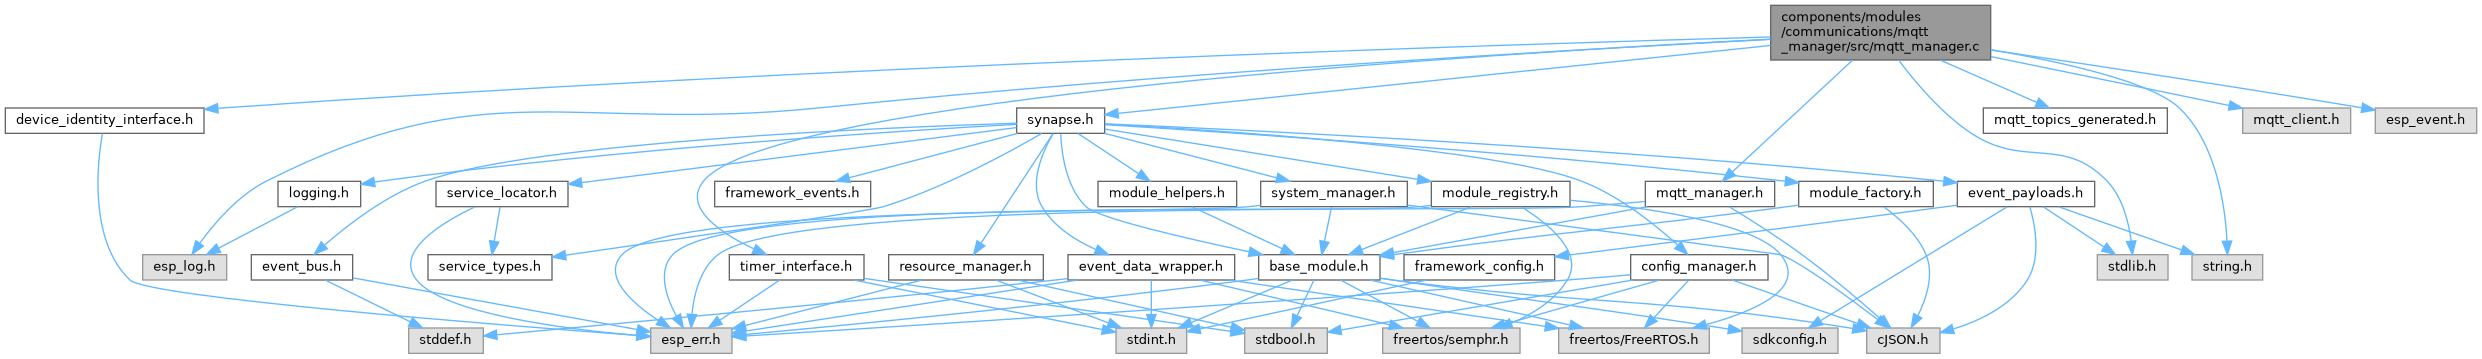 components/modules
/communications/mqtt
_manager/src/mqtt_manager.c
device_identity_interface.h
synapse.h
mqtt_topics_generated.h
mqtt_client.h
esp_event.h
logging.h
service_locator.h
framework_events.h
module_helpers.h
system_manager.h
module_registry.h
mqtt_manager.h
module_factory.h
event_payloads.h
esp_log.h
event_bus.h
service_types.h
timer_interface.h
resource_manager.h
event_data_wrapper.h
base_module.h
framework_config.h
config_manager.h
stdlib.h
string.h
stddef.h
esp_err.h
stdint.h
stdbool.h
freertos/semphr.h
freertos/FreeRTOS.h
sdkconfig.h
cJSON.h